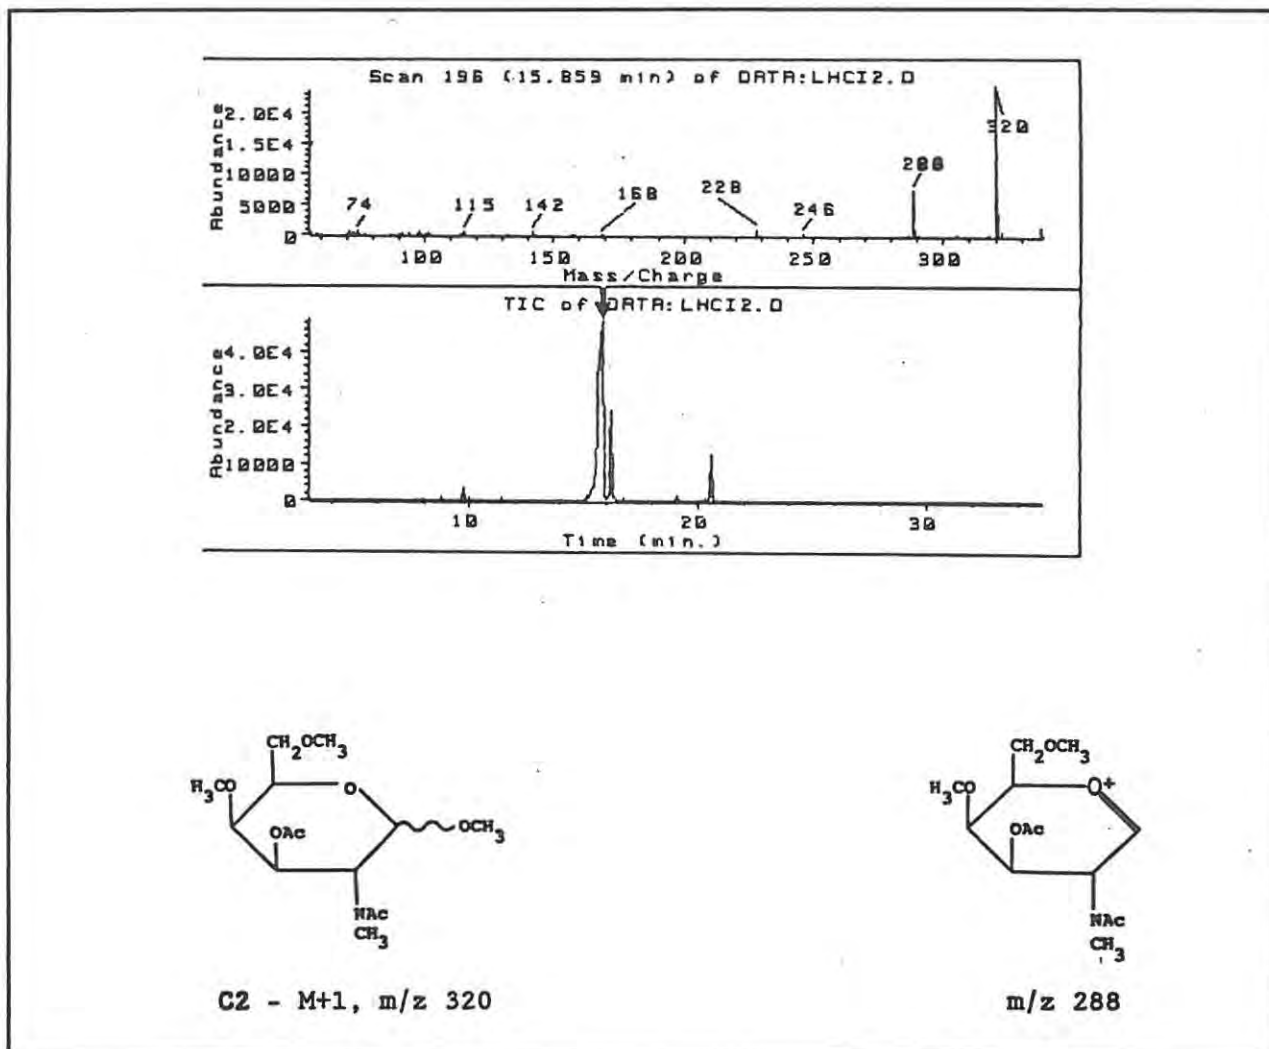 Scan 196 (15.859 min) of DATA:LHCI2.D
Abundance
2.0E4
1.5E4
10000
5000
0
74
115
142
168
228
246
288
320
100
150
200
250
300
Mass/Charge
TIC of DATA:LHCI2.D
Abundance
4.0E4
3.0E4
2.0E4
10000
0
10
20
30
Time (min.)
CH2OCH3
H3CO
O
OAc
OCH3
NAc
CH3
C2 - M+1, m/z 320
CH2OCH3
H3CO
O+
OAc
NAc
CH3
m/z 288